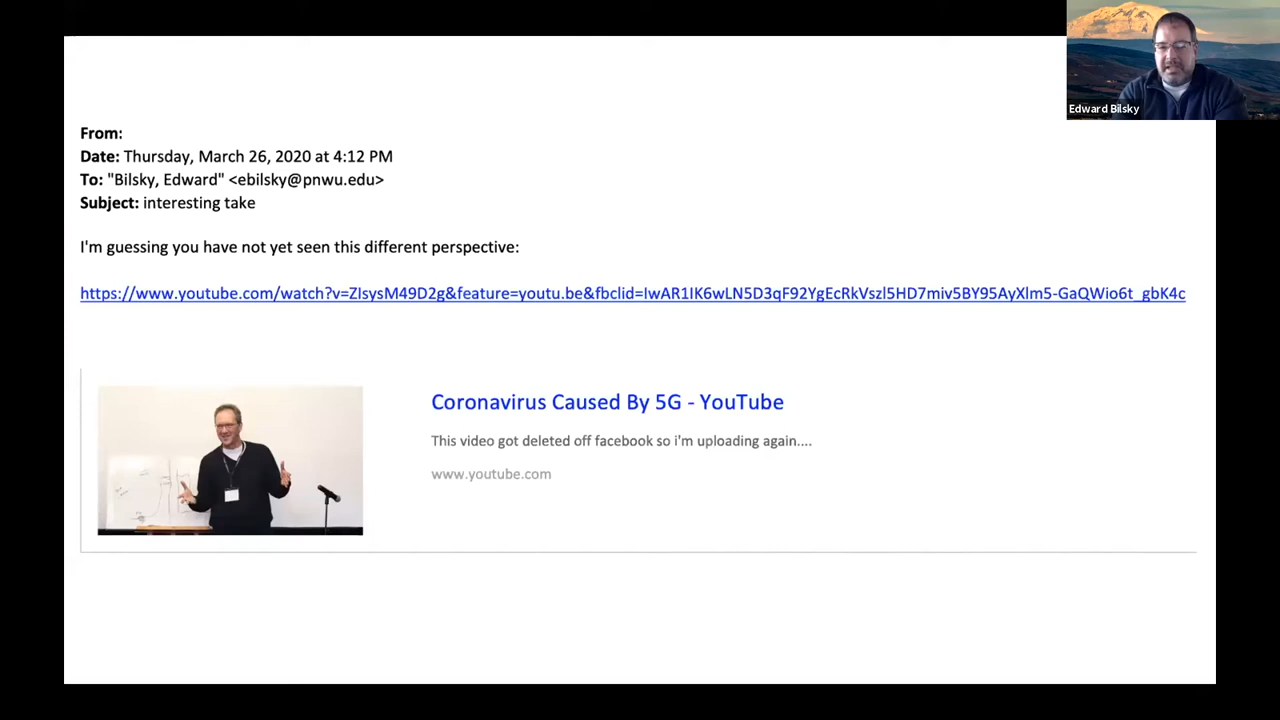 Edward Bilsky
From:
Date: Thursday, March 26, 2020 at 4:12 PM
To: "Bilsky, Edward" <ebilsky@pnwu.edu>
Subject: interesting take
I'm guessing you have not yet seen this different perspective:
https://www.youtube.com/watch?v=ZIsysM49D2g&feature=youtu.be&fbclid=IwAR1IK6wLN5D3qF92YgEcRkVszl5HD7miv5BY95AyXlm5-GaQWio6t_gbK4c
Coronavirus Caused By 5G - YouTube
This video got deleted off facebook so i'm uploading again....
www.youtube.com